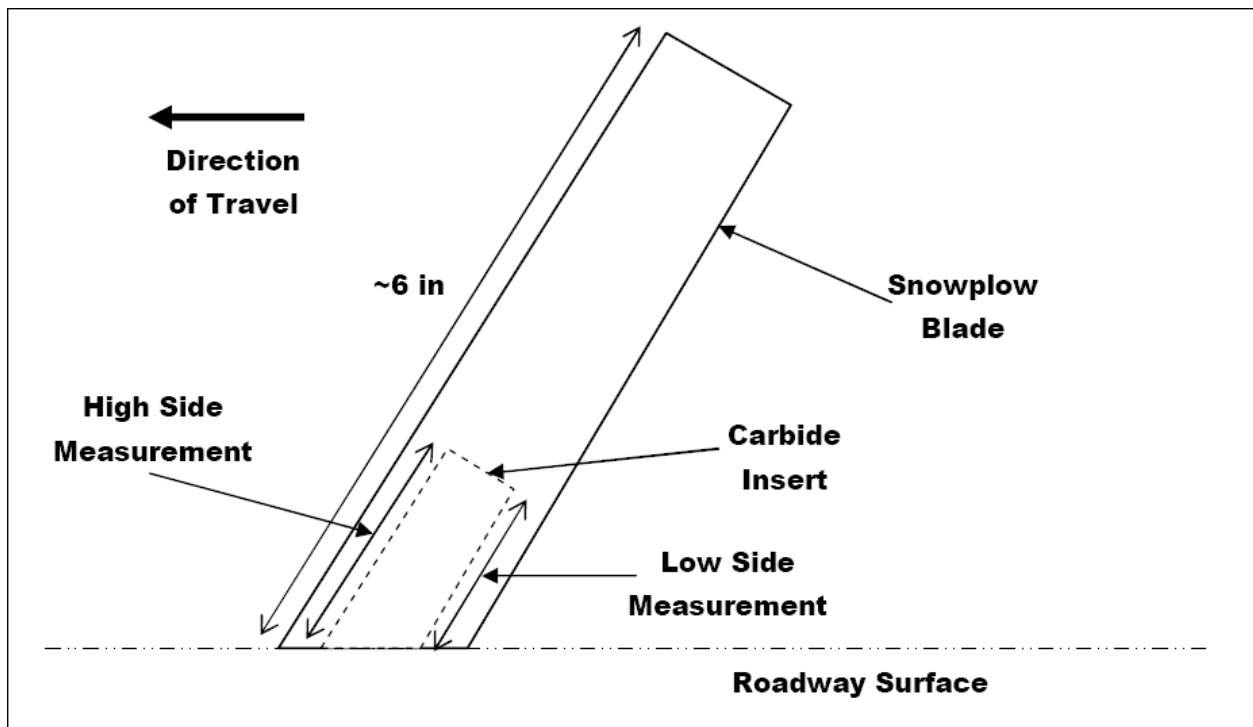 Direction
of Travel
~6 in
Snowplow
Blade
High Side
Measurement
Carbide
Insert
Low Side
Measurement
Roadway Surface